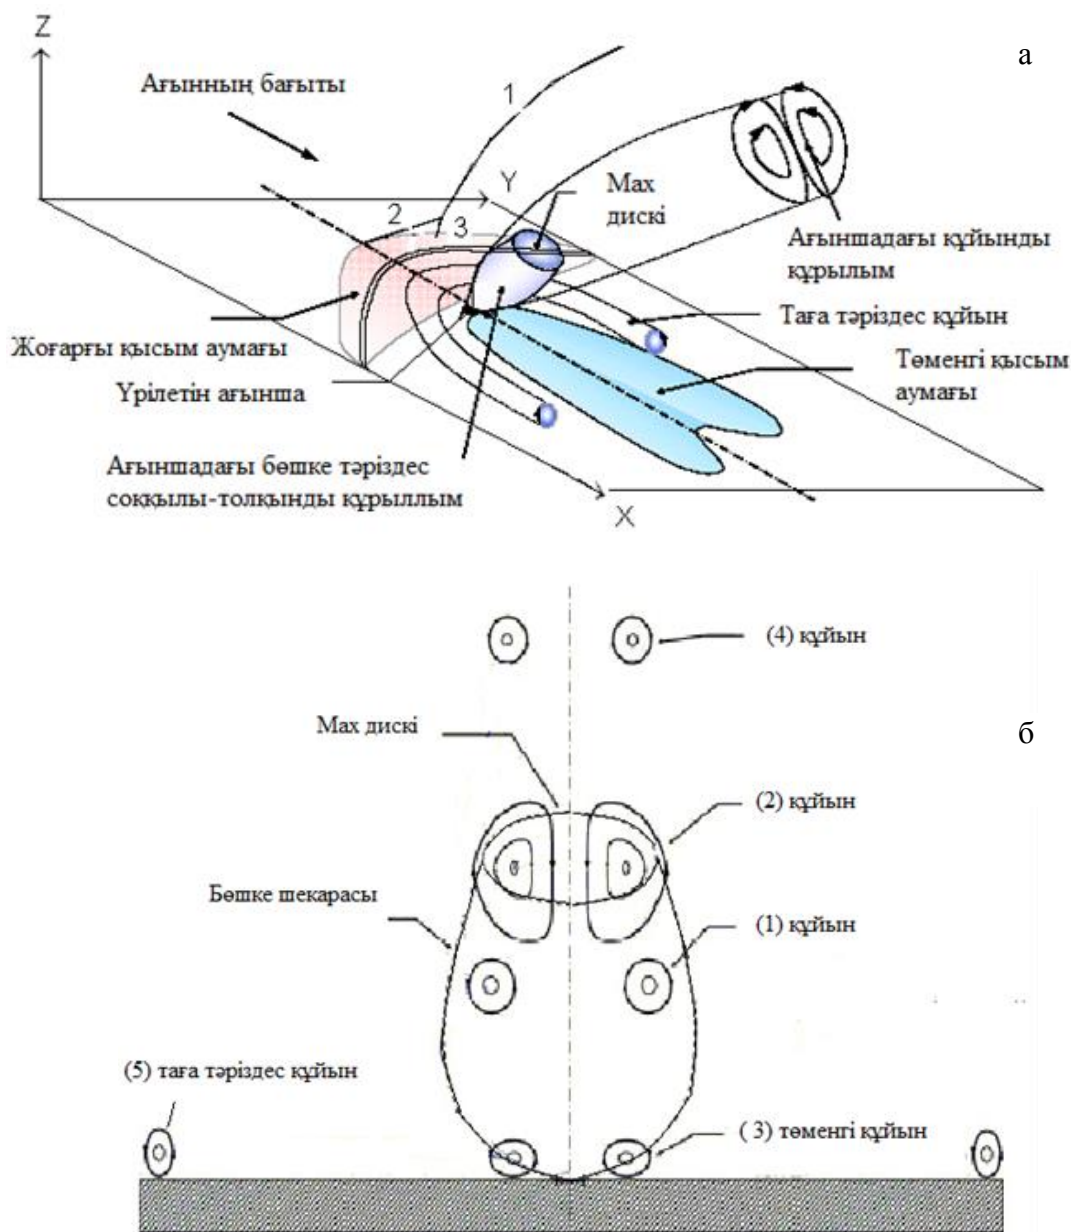 а
Z
Ағынның бағыты
1
Y
Мах
дискі
2
3
Ағыншадағы құйынды
құрылым
Таға тәріздес құйын
Жоғарғы қысым аумағы
Төменгі қысым
аумағы
Үрілетін ағынша
Ағыншадағы бөшке тәріздес
соққылы-толқынды құрыллым
X
(4) құйын
Мах дискі
б
(2) құйын
Бөшке шекарасы
(1) құйын
(5) таға тәріздес құйын
( 3) төменгі құйын